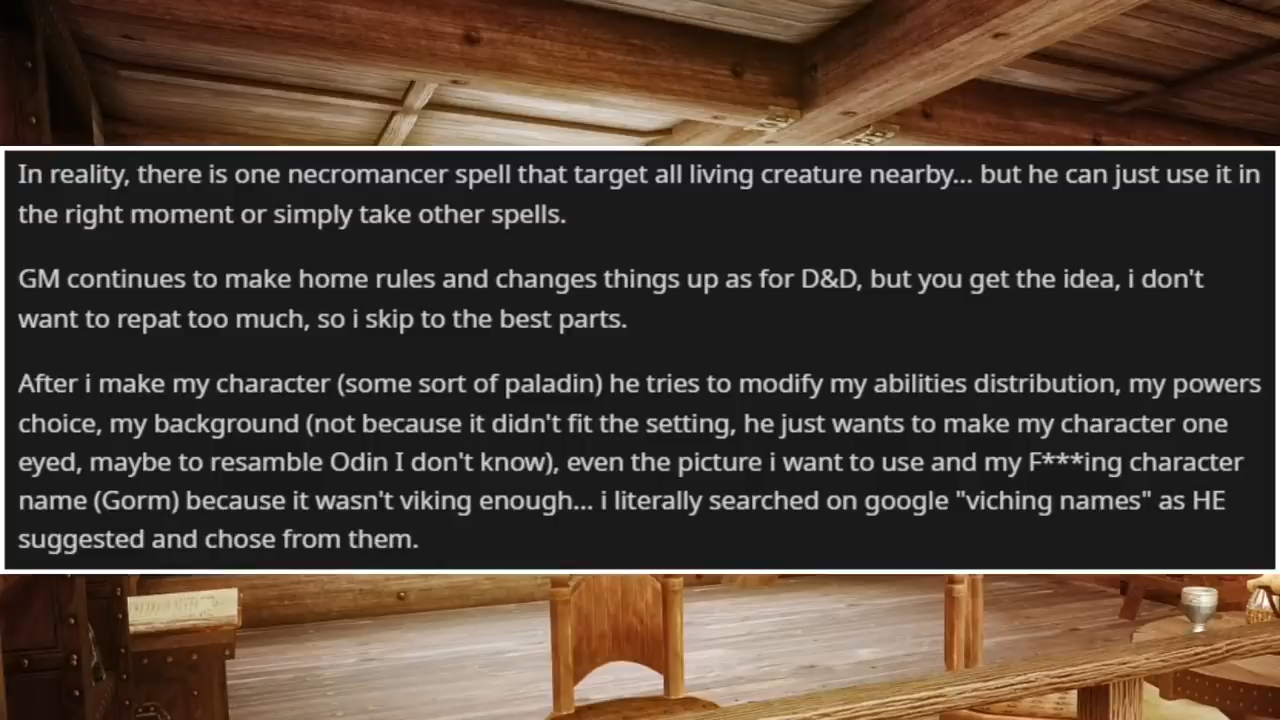 In reality, there is one necromancer spell that target all living creature nearby... but he can just use it in
the right moment or simply take other spells.
GM continues to make home rules and changes things up as for D&D, but you get the idea, i don't
want to repat too much, so i skip to the best parts.
After i make my character (some sort of paladin) he tries to modify my abilities distribution, my powers
choice, my background (not because it didn't fit the setting, he just wants to make my character one
eyed, maybe to resamble Odin I don't know), even the picture i want to use and my F***ing character
name (Gorm) because it wasn't viking enough... i literally searched on google "viching names" as HE
suggested and chose from them.